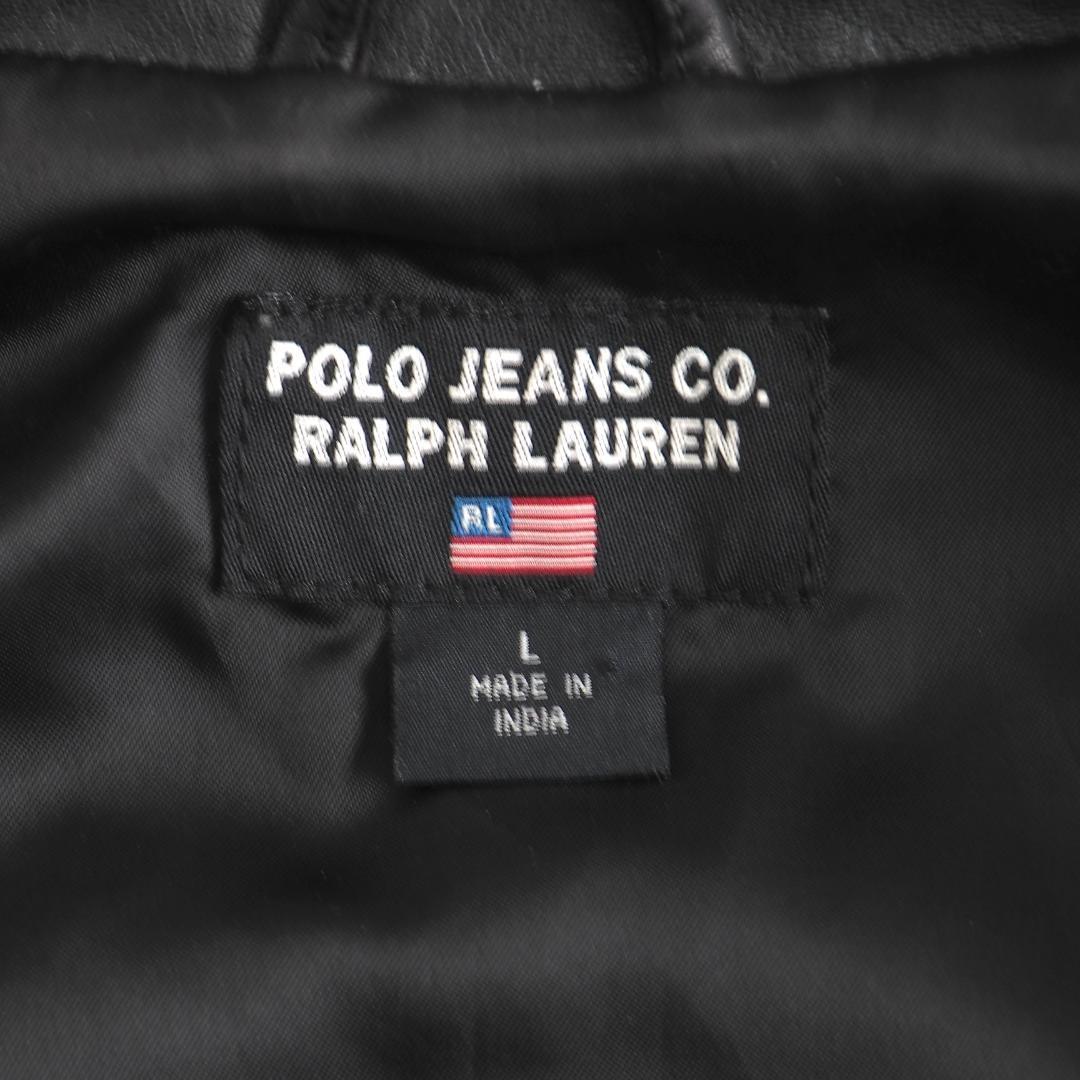 POLO JEANS CO.
RALPH LAUREN
RL
L
MADE IN
INDIA